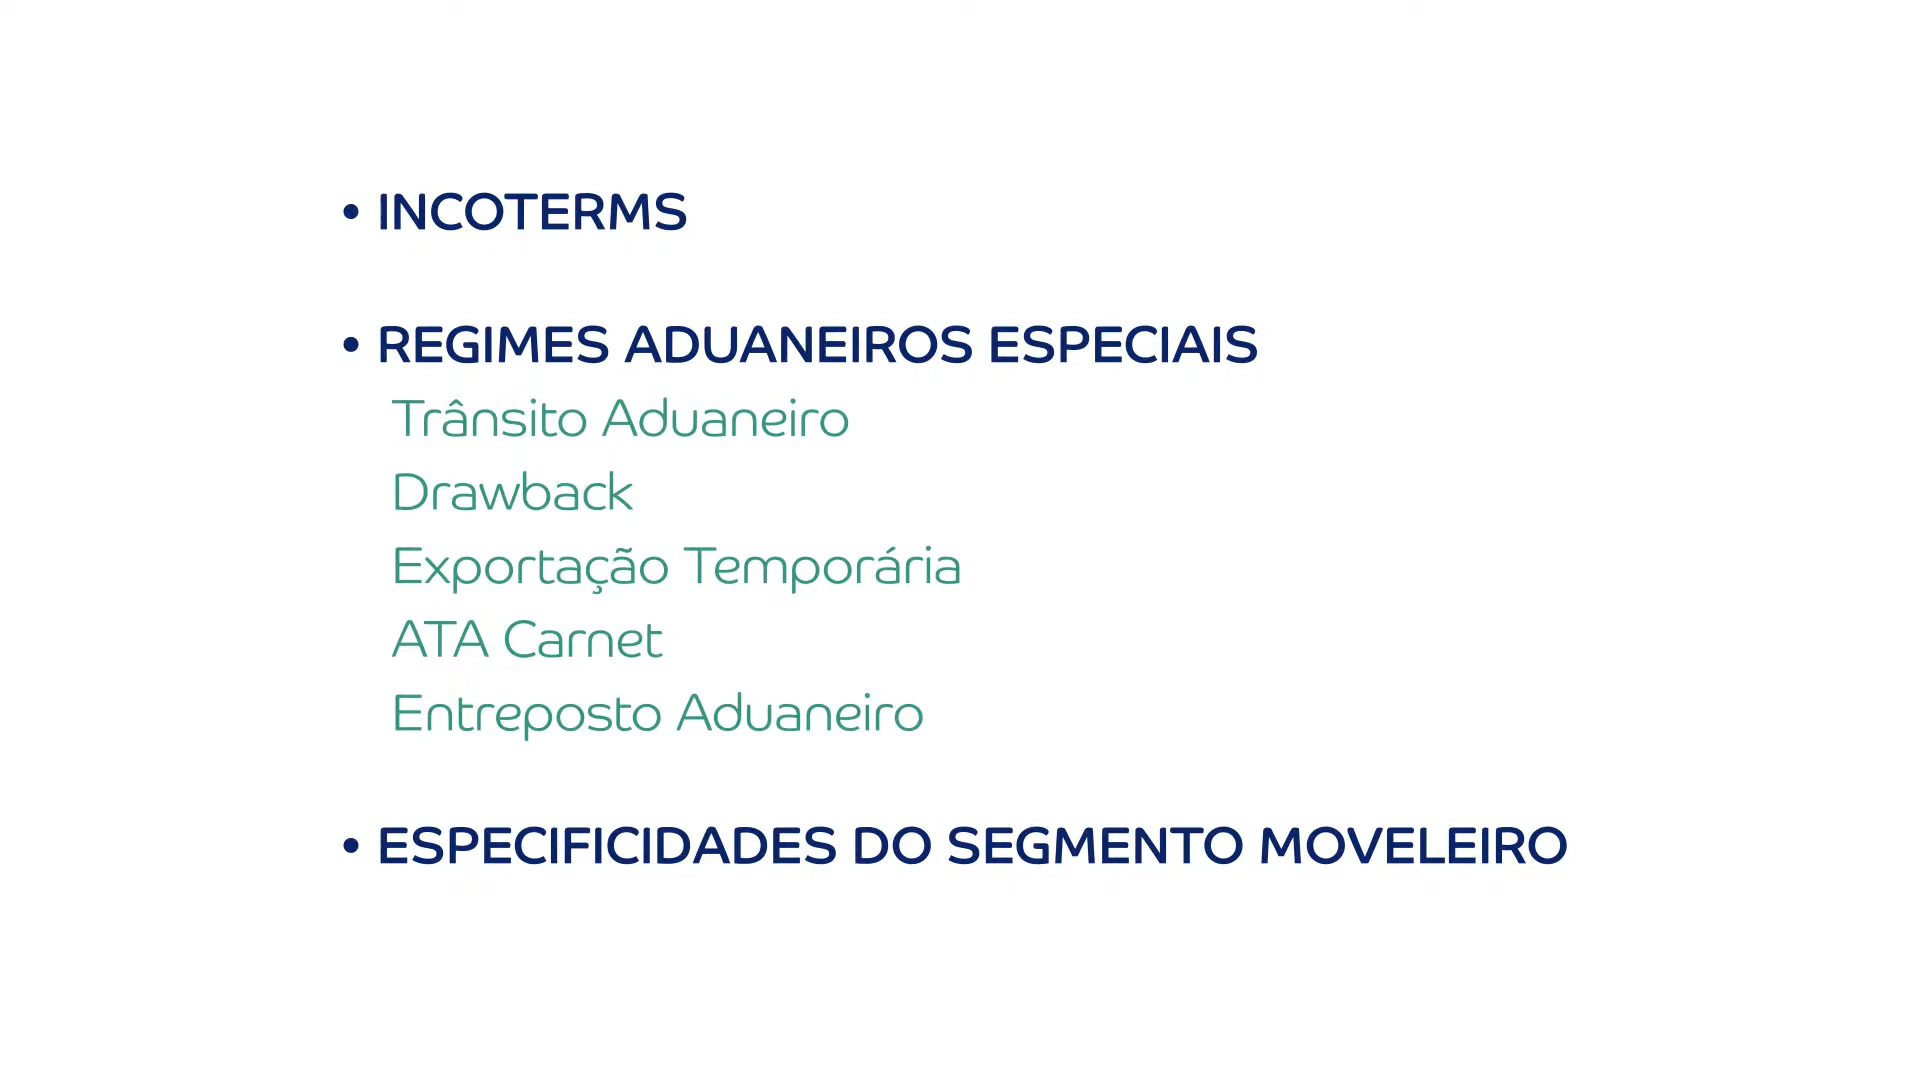 • INCOTERMS
• REGIMES ADUANEIROS ESPECIAIS
Trânsito Aduaneiro
Drawback
Exportação Temporária
ATA Carnet
Entreposto Aduaneiro
• ESPECIFICIDADES DO SEGMENTO MOVELEIRO